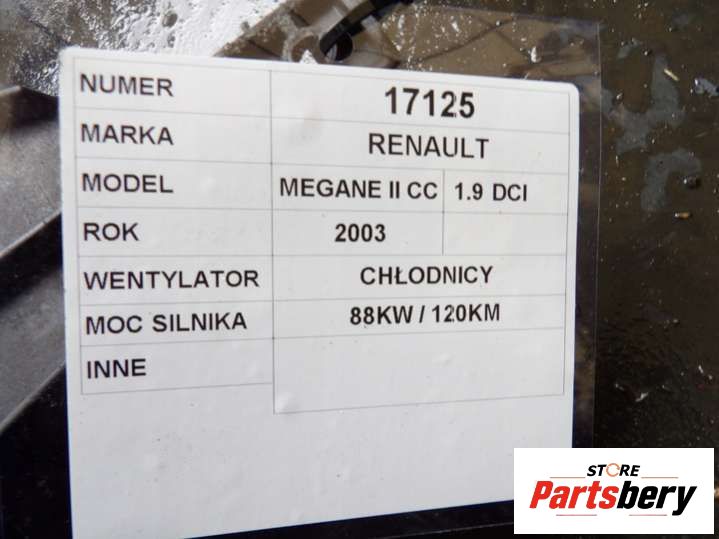 NUMER 17125
MARKA RENAULT
MODEL MEGANE II CC 1.9 DCI
ROK 2003
WENTYLATOR CHŁODNICY
MOC SILNIKA 88KW / 120KM
INNE
STORE
Partsbery